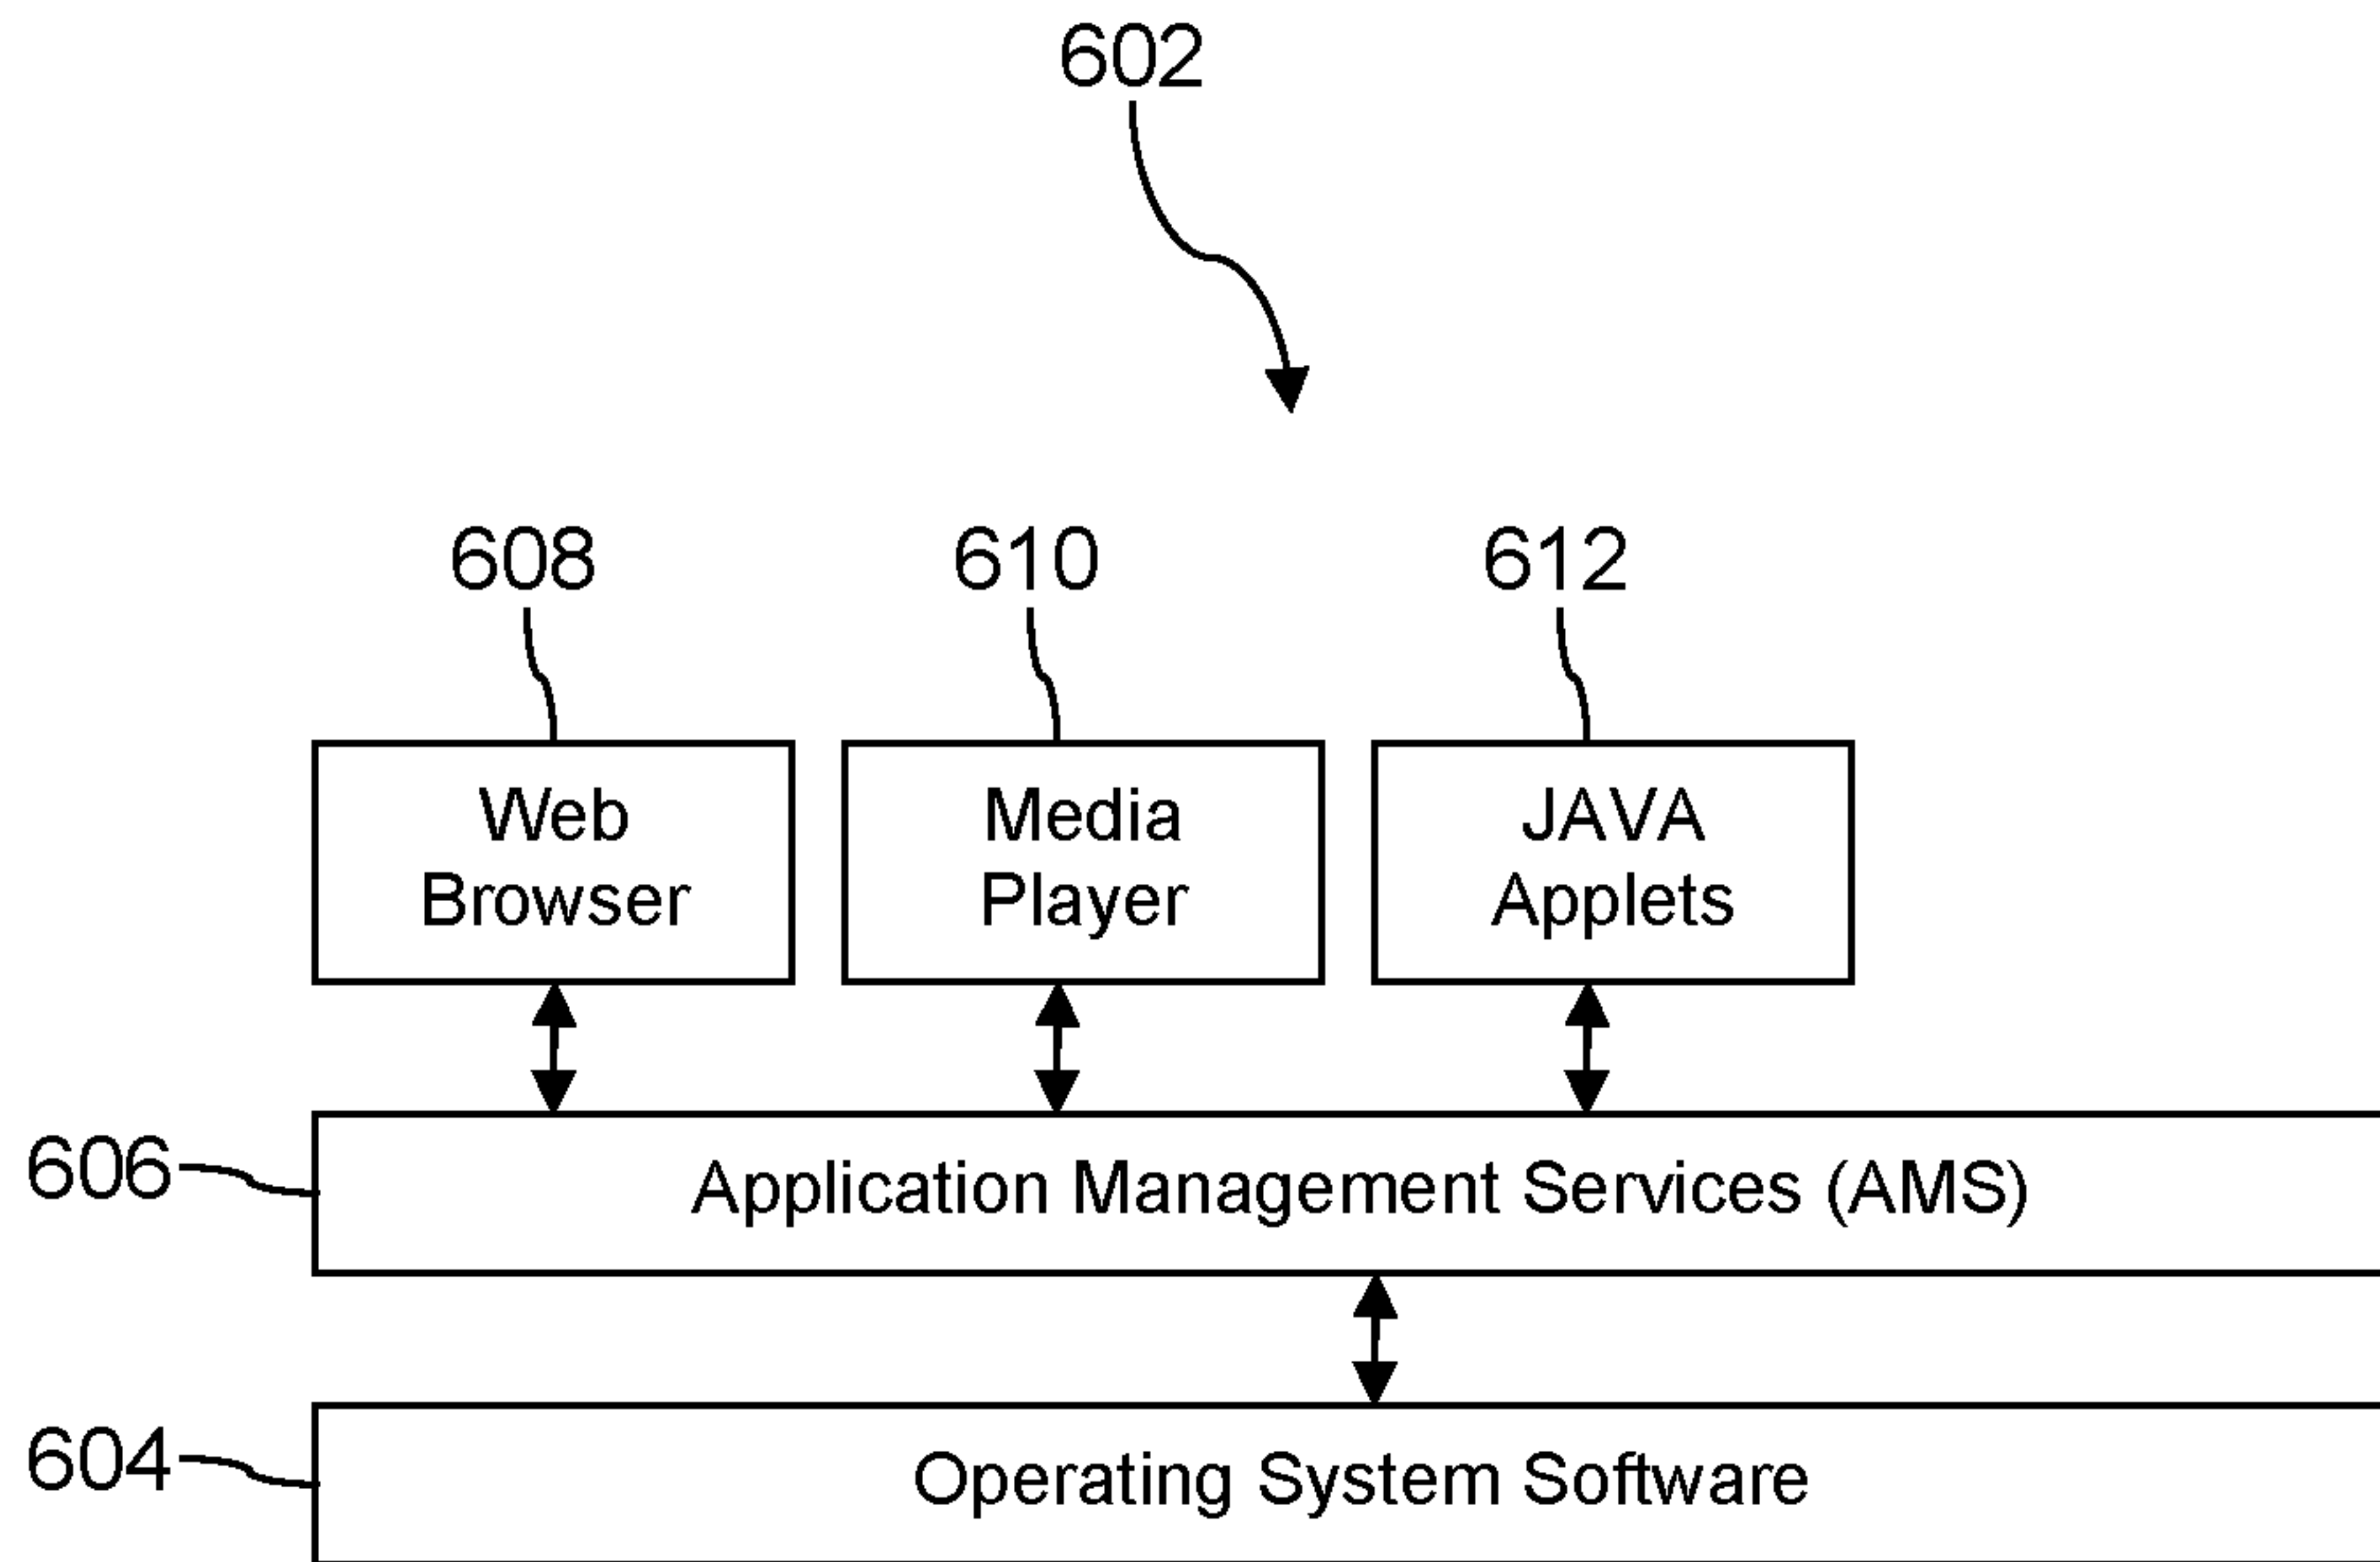 602
608
610
612
Web
Browser
Media
Player
JAVA
Applets
606
Application Management Services (AMS)
604
Operating System Software